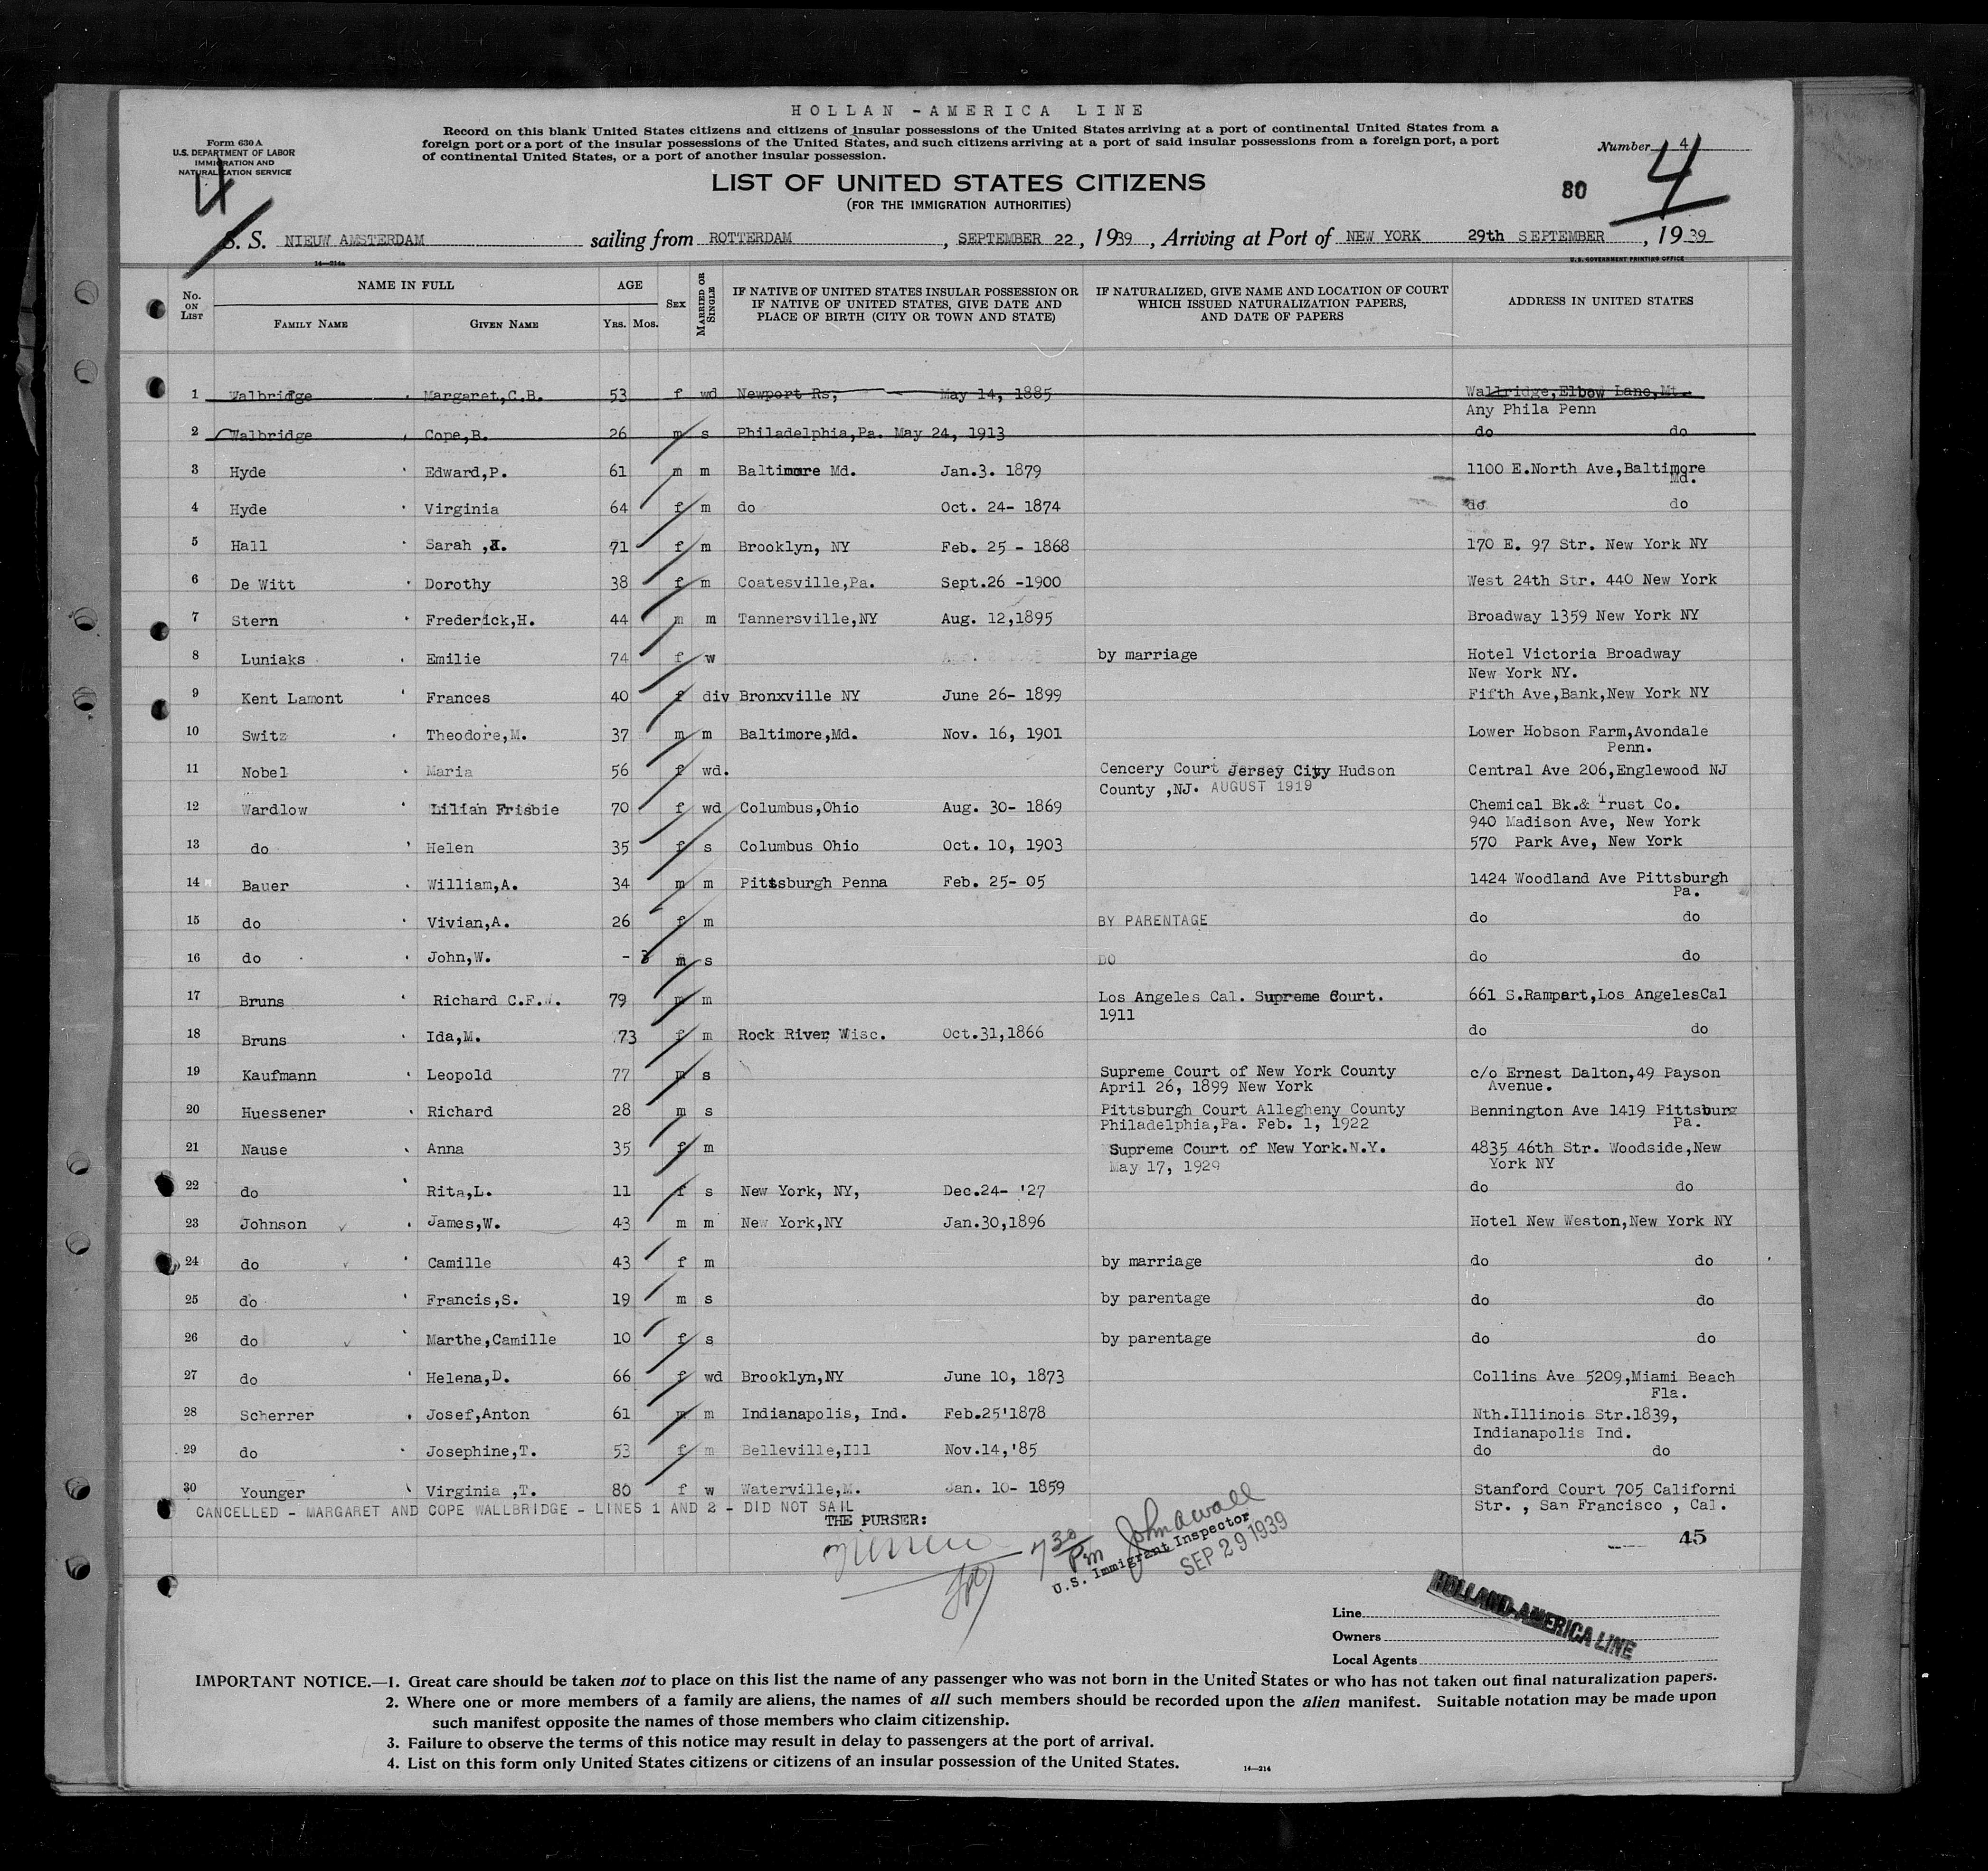 HOLLAN -AMERICA LINE
Form 630 A
U.S. DEPARTMENT OF LABOR
IMMIGRATION AND
NATURALIZATION SERVICE
4
Record on this blank United States citizens and citizens of insular possessions of the United States arriving at a port of continental United States from a
foreign port or a port of the insular possessions of the United States, and such citizens arriving at a port of said insular possessions from a foreign port, a port
of continental United States, or a port of another insular possession.
Number 4
LIST OF UNITED STATES CITIZENS
(FOR THE IMMIGRATION AUTHORITIES)
80 4
S. S. NIEUW AMSTERDAM sailing from ROTTERDAM , SEPTEMBER 22 , 1939 , Arriving at Port of NEW YORK 29th SEPTEMBER , 19 39
14—214a U.S. GOVERNMENT PRINTING OFFICE
No. ON LIST NAME IN FULL FAMILY NAME GIVEN NAME AGE YRS. MOS. SEX MARRIED OR SINGLE IF NATIVE OF UNITED STATES INSULAR POSSESSION OR IF NATIVE OF UNITED STATES, GIVE DATE AND PLACE OF BIRTH (CITY OR TOWN AND STATE) IF NATURALIZED, GIVE NAME AND LOCATION OF COURT WHICH ISSUED NATURALIZATION PAPERS, AND DATE OF PAPERS ADDRESS IN UNITED STATES
1 Walbridge Margaret,C.B. 53 f wd Newport Rs, May 14, 1885 Wallridge,Elbow Lane,Mt.
Any Phila Penn
2 Walbridge Cope,B. 26 m s Philadelphia,Pa. May 24, 1913 do do
3 Hyde Edward,P. 61 m m Baltimore Md. Jan.3. 1879 1100 E.North Ave,Baltimore
Md.
4 Hyde Virginia 64 f m do Oct. 24- 1874 do do
5 Hall Sarah ,I. 71 f m Brooklyn, NY Feb. 25 - 1868 170 E. 97 Str. New York NY
6 De Witt Dorothy 38 f m Coatesville,Pa. Sept.26 -1900 West 24th Str. 440 New York
7 Stern Frederick,H. 44 m m Tannersville,NY Aug. 12,1895 Broadway 1359 New York NY
8 Luniaks Emilie 74 f w by marriage Hotel Victoria Broadway
New York NY.
9 Kent Lamont Frances 40 f div Bronxville NY June 26- 1899 Fifth Ave,Bank,New York NY
10 Switz Theodore,M. 37 m m Baltimore,Md. Nov. 16, 1901 Lower Hobson Farm,Avondale
Penn.
11 Nobel Maria 56 f wd. Cencery Court Jersey City Hudson Central Ave 206,Englewood NJ
County ,NJ. AUGUST 1919
12 Wardlow Lilian Frisbie 70 f wd Columbus,Ohio Aug. 30- 1869 Chemical Bk.& Trust Co.
940 Madison Ave, New York
13 do Helen 35 f s Columbus Ohio Oct. 10, 1903 570 Park Ave, New York
14 Bauer William,A. 34 m m Pittsburgh Penna Feb. 25- 05 1424 Woodland Ave Pittsburgh
Pa.
15 do Vivian,A. 26 f m BY PARENTAGE do do
16 do John,W. - 3 m s DO do do
17 Bruns Richard C.F.W. 79 m m Los Angeles Cal. Supreme Court. 661 S.Rampart,Los AngelesCal
1911
18 Bruns Ida,M. 73 f m Rock River Wisc. Oct.31,1866 do do
19 Kaufmann Leopold 77 m s Supreme Court of New York County c/o Ernest Dalton,49 Payson
April 26, 1899 New York Avenue.
20 Huessener Richard 28 m s Pittsburgh Court Allegheny County Bennington Ave 1419 Pittsburg
Philadelphia,Pa. Feb. 1, 1922 Pa.
21 Nause Anna 35 f m Supreme Court of New York.N.Y. 4835 46th Str. Woodside,New
May 17, 1929 York NY
22 do Rita,L. 11 f s New York, NY, Dec.24- '27 do do
23 Johnson James,W. 43 m m New York,NY Jan.30,1896 Hotel New Weston,New York NY
24 do Camille 43 f m by marriage do do
25 do Francis,S. 19 m s by parentage do do
26 do Marthe,Camille 10 f s by parentage do do
27 do Helena,D. 66 f wd Brooklyn,NY June 10, 1873 Collins Ave 5209,Miami Beach
Fla.
28 Scherrer Josef,Anton 61 m m Indianapolis, Ind. Feb.25'1878 Nth.Illinois Str.1839,
Indianapolis Ind.
29 do Josephine,T. 53 f m Belleville,Ill Nov.14,'85 do do
30 Younger Virginia ,T. 80 f w Waterville,M. Jan. 10- 1859 Stanford Court 705 Californi
Str. , San Francisco , Cal.
CANCELLED - MARGARET AND COPE WALLBRIDGE - LINES 1 AND 2 - DID NOT SAIL
THE PURSER:
7 30 Pm John A Wall
U.S. Immigrant Inspector
SEP 29 1939
45
Line
Owners
Local Agents
HOLLAND-AMERICA LINE
IMPORTANT NOTICE.—1. Great care should be taken not to place on this list the name of any passenger who was not born in the United States or who has not taken out final naturalization papers.
2. Where one or more members of a family are aliens, the names of all such members should be recorded upon the alien manifest. Suitable notation may be made upon
such manifest opposite the names of those members who claim citizenship.
3. Failure to observe the terms of this notice may result in delay to passengers at the port of arrival.
4. List on this form only United States citizens or citizens of an insular possession of the United States.
14—214